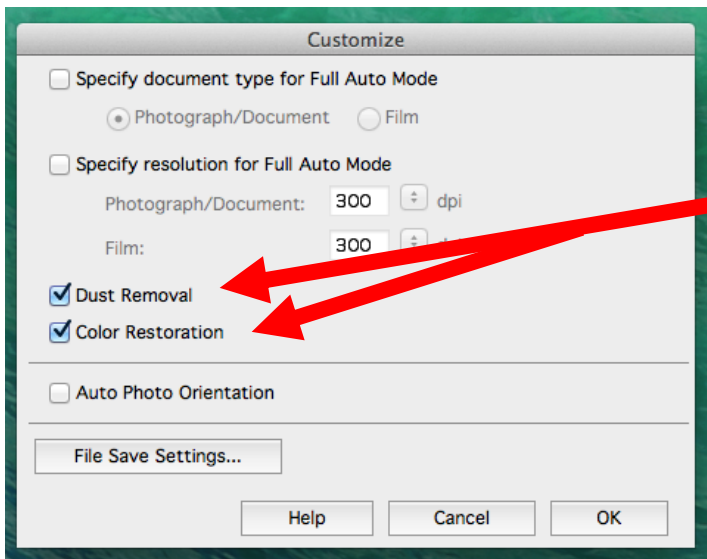 Customize
Specify document type for Full Auto Mode
Photograph/Document Film
Specify resolution for Full Auto Mode
Photograph/Document: 300 dpi
Film: 300
Dust Removal
Color Restoration
Auto Photo Orientation
File Save Settings...
Help Cancel OK